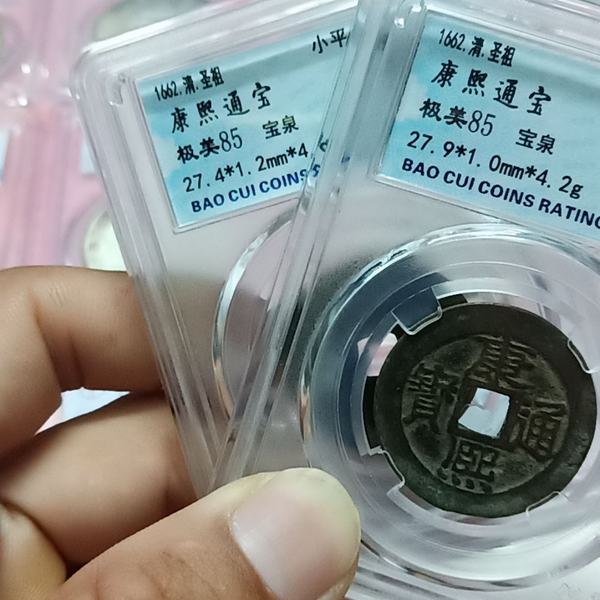 小平
1662.清.圣祖
康熙通宝
极美85 宝泉
27.4*1.2mm*4.
BAO CUI COINS
1662.清.圣祖
康熙通宝
极美85 宝泉
27.9*1.0mm*4.2g
BAO CUI COINS RATING
康熙通寶